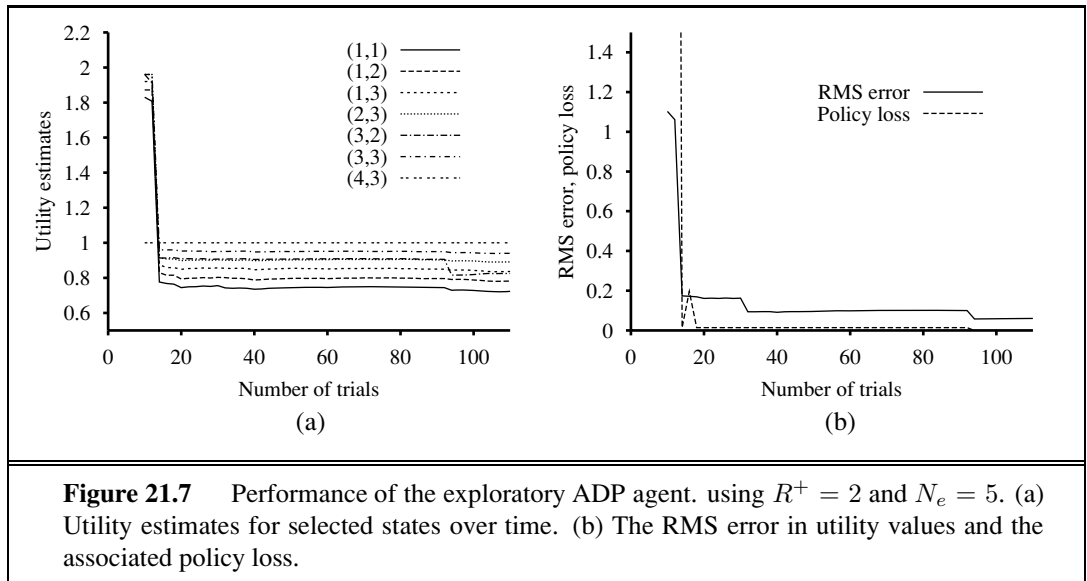 2.2
2
1.8
1.6
1.4
1.2
1
0.8
0.6
Utility estimates
(1,1)
(1,2)
(1,3)
(2,3)
(3,2)
(3,3)
(4,3)
0 20 40 60 80 100
Number of trials
(a)
1.4
1.2
1
0.8
0.6
0.4
0.2
0
RMS error, policy loss
RMS error
Policy loss
0 20 40 60 80 100
Number of trials
(b)
Figure 21.7 Performance of the exploratory ADP agent. using R⁺ = 2 and Nₑ = 5. (a)
Utility estimates for selected states over time. (b) The RMS error in utility values and the
associated policy loss.